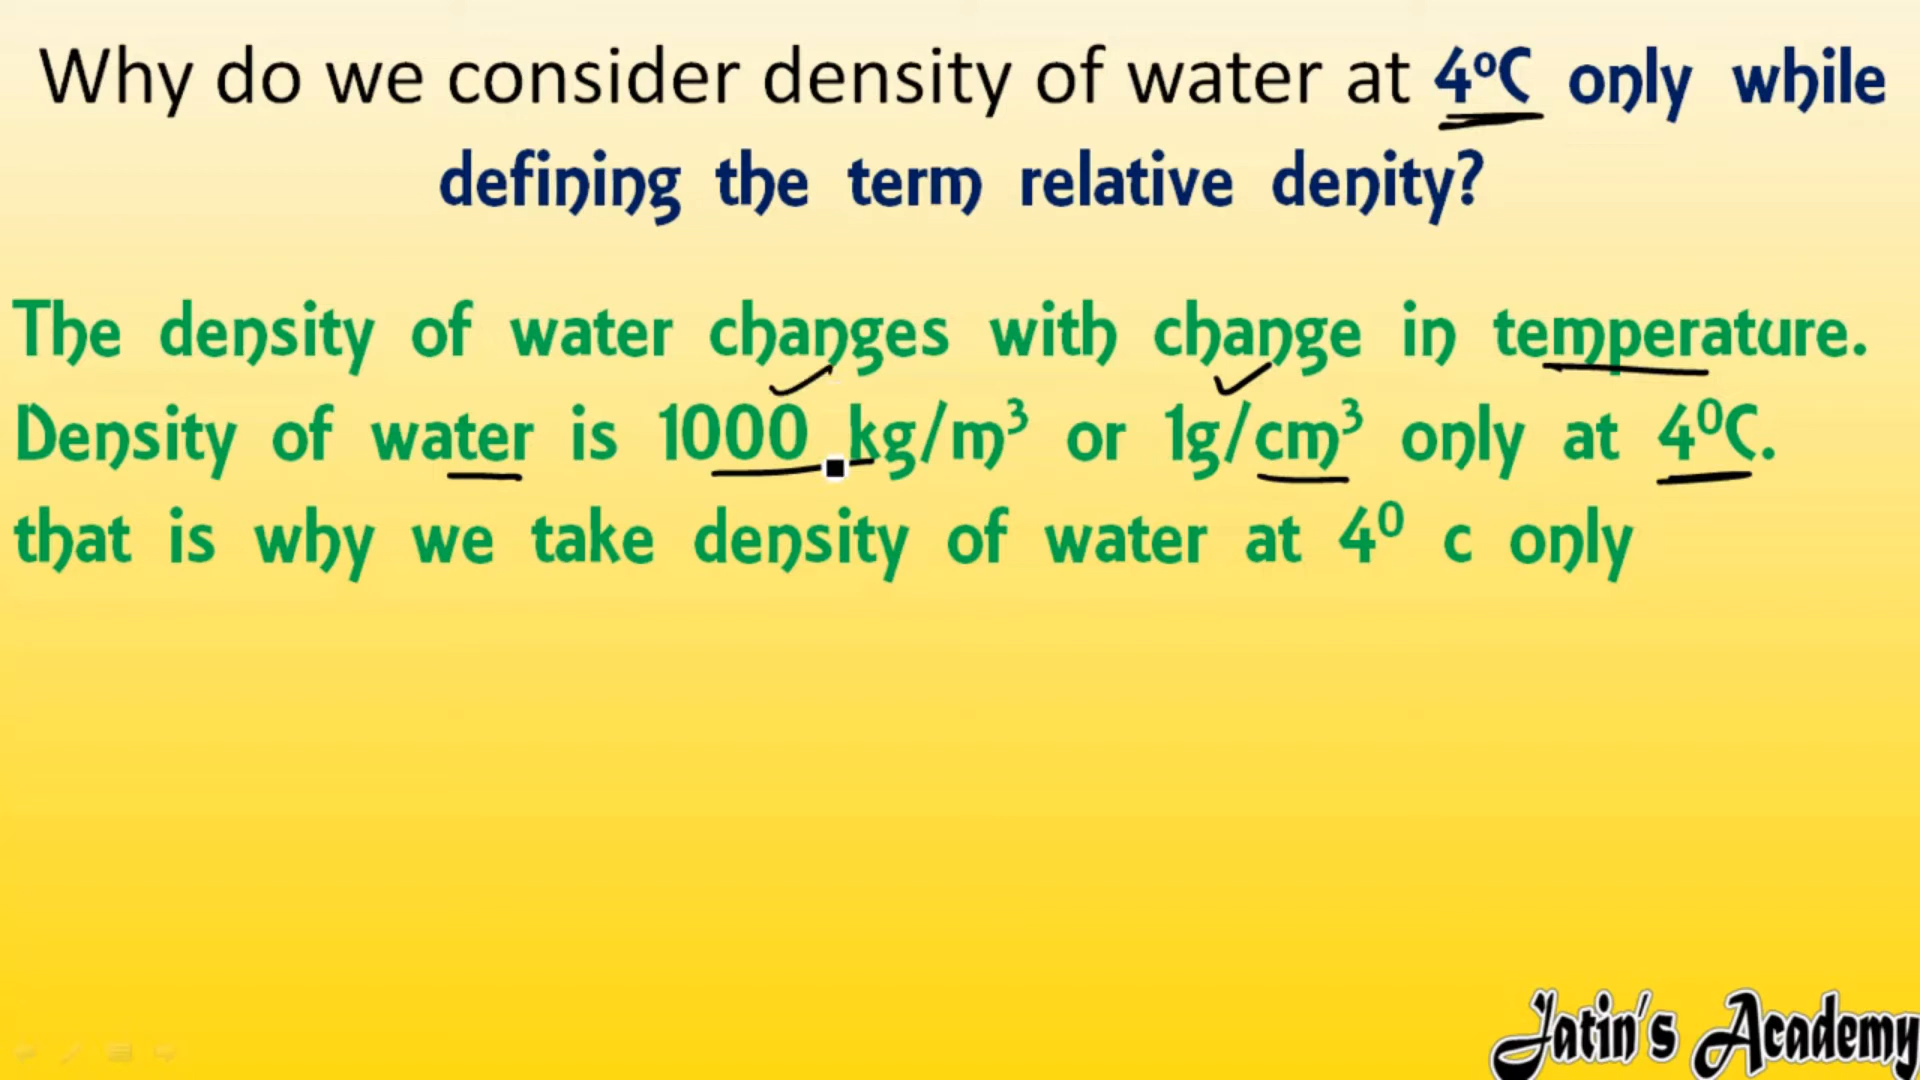 Why do we consider density of water at 4⁰C only while
defining the term relative denity?
The density of water changes with change in temperature.
Density of water is 1000 kg/m³ or 1g/cm³ only at 4⁰C.
that is why we take density of water at 4⁰ c only
Jatin's Academy